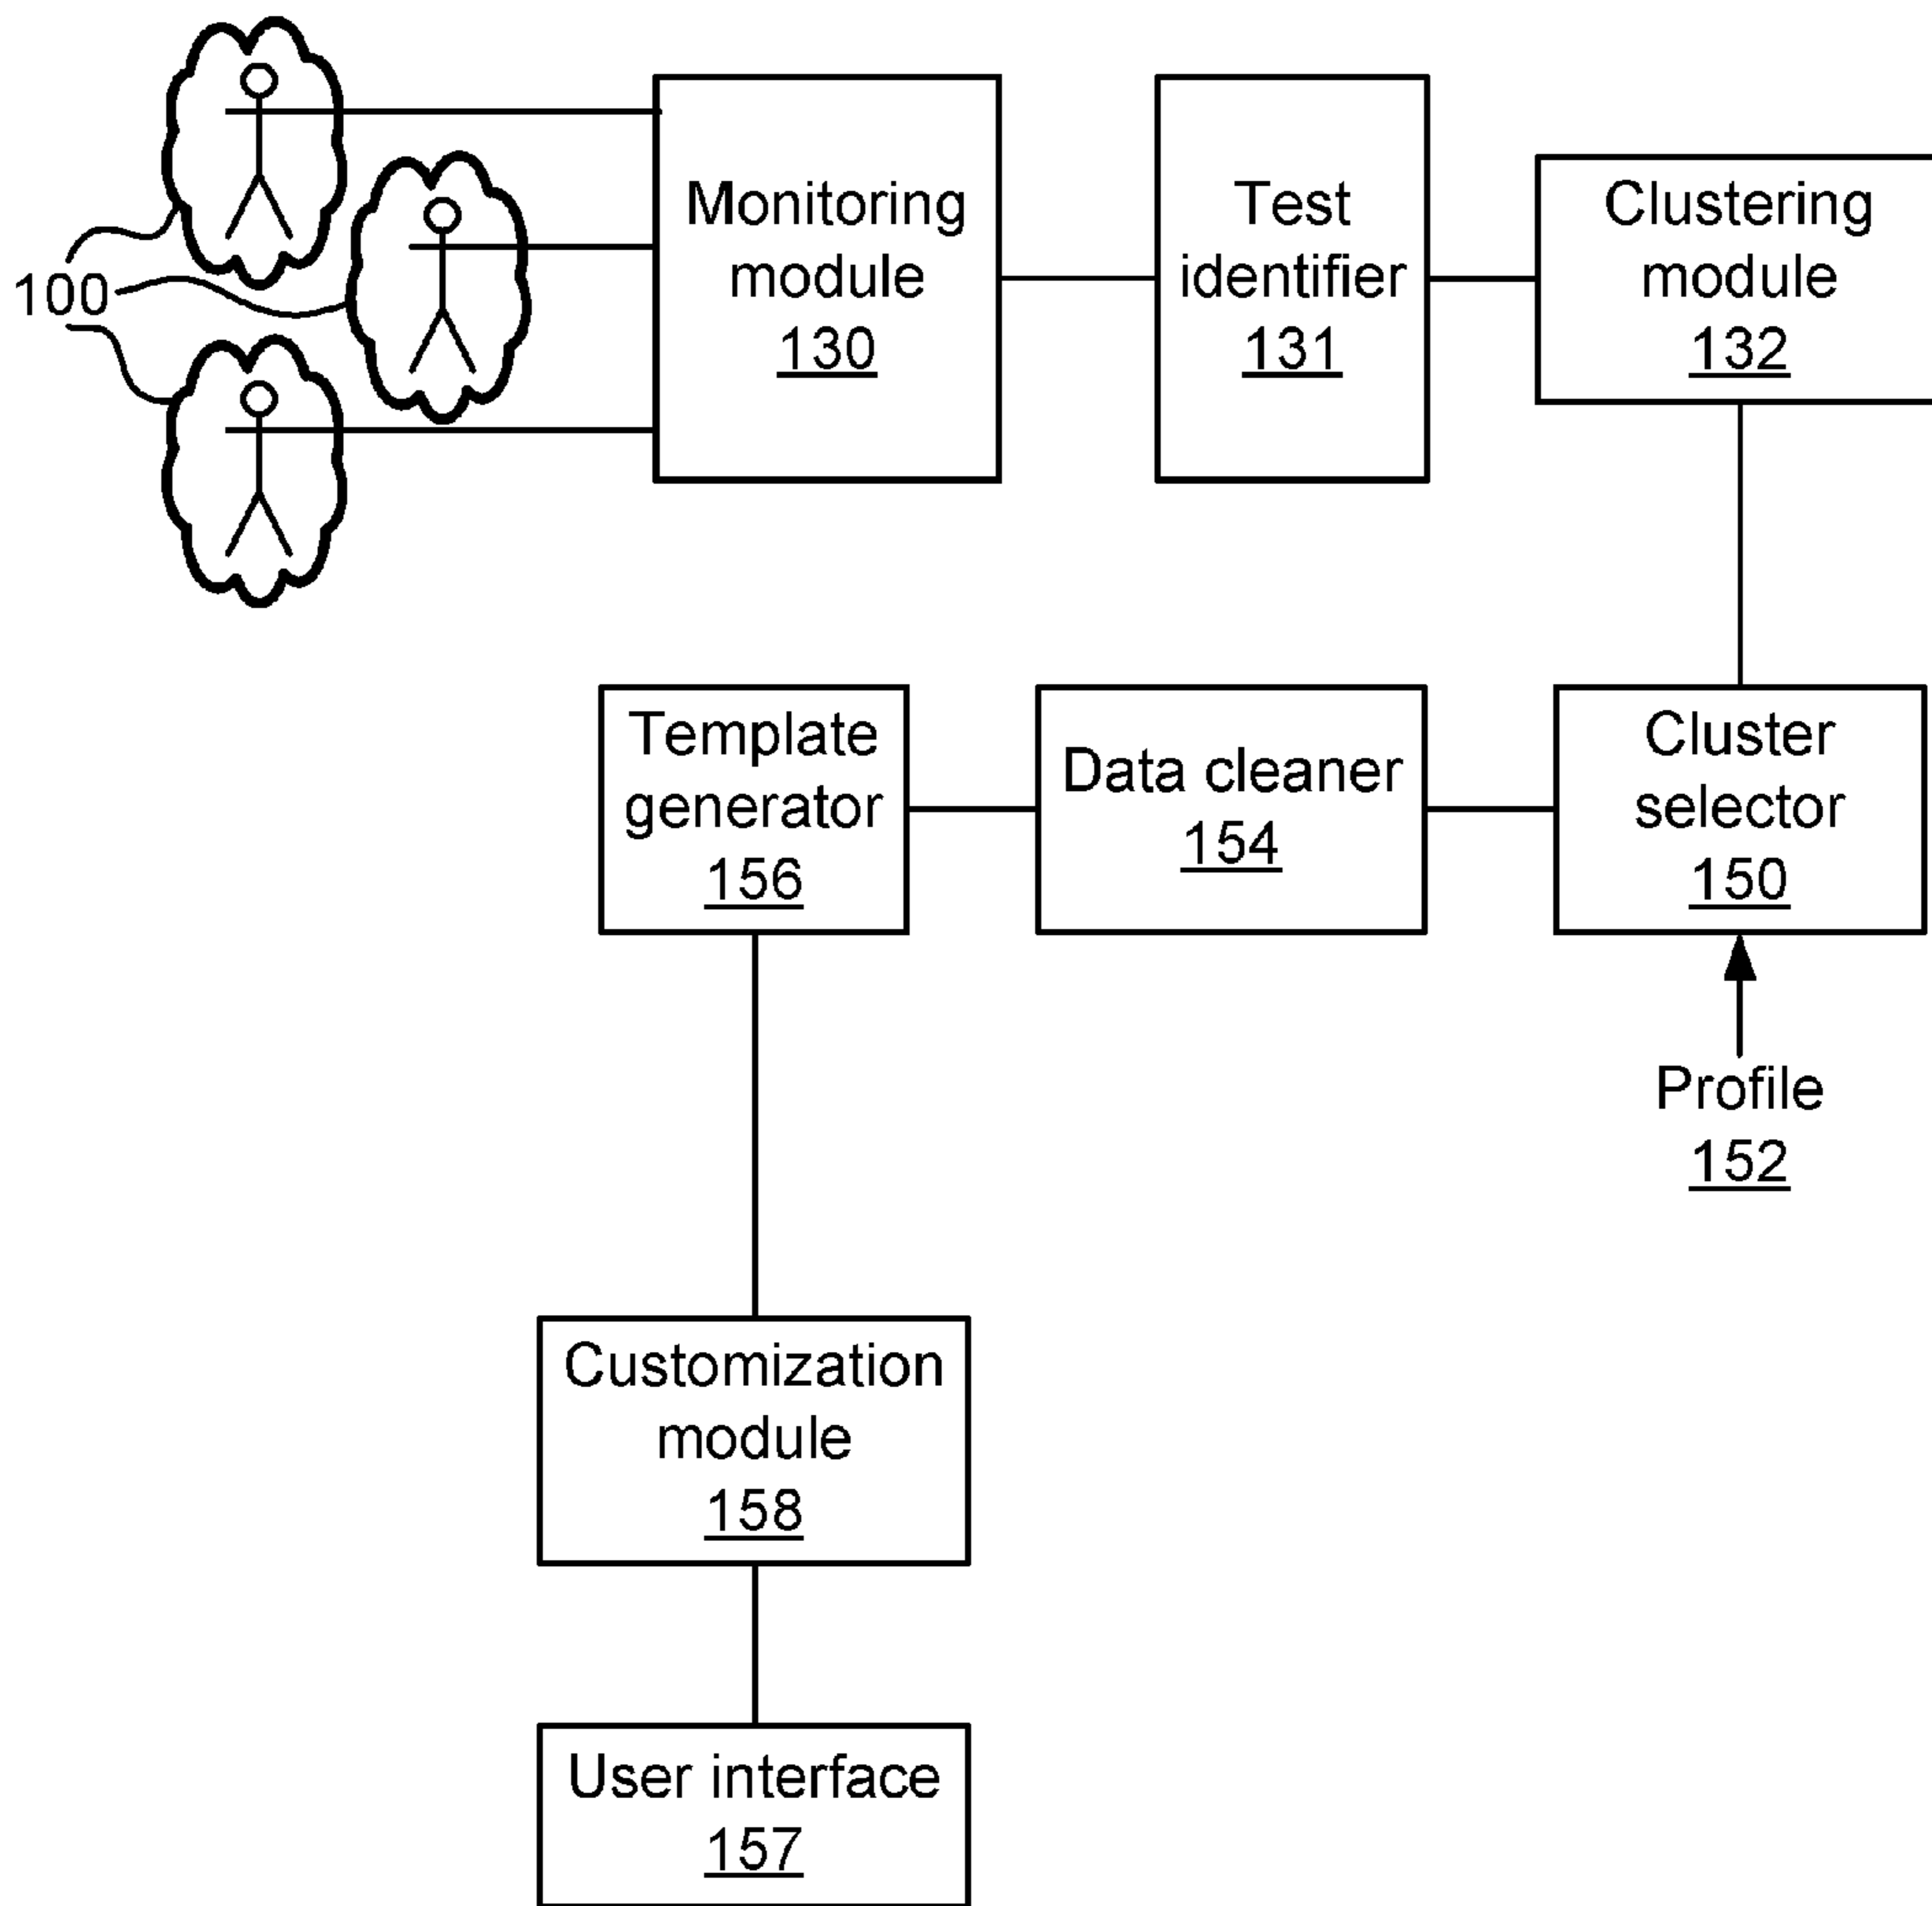 100
Monitoring
module
130
Test
identifier
131
Clustering
module
132
Template
generator
156
Data cleaner
154
Cluster
selector
150
Profile
152
Customization
module
158
User interface
157